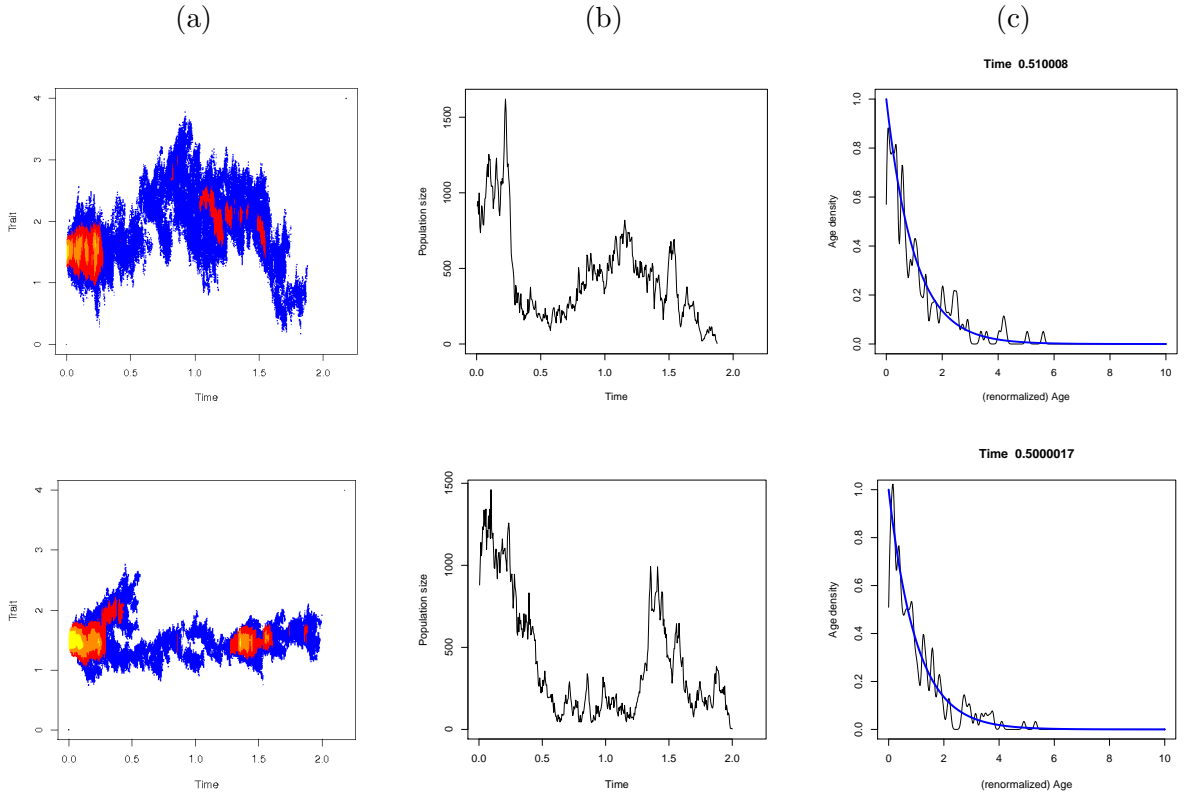 (a)
(b)
(c)
4
3
2
1
0
Trait
0.0 0.5 1.0 1.5 2.0
Time
1500
1000
500
0
Population size
0.0 0.5 1.0 1.5 2.0
Time
Time 0.510008
1.0
0.8
0.6
0.4
0.2
0.0
Age density
0 2 4 6 8 10
(renormalized) Age
4
3
2
1
0
Trait
0.0 0.5 1.0 1.5 2.0
Time
1500
1000
500
0
Population size
0.0 0.5 1.0 1.5 2.0
Time
Time 0.5000017
1.0
0.8
0.6
0.4
0.2
0.0
Age density
0 2 4 6 8 10
(renormalized) Age